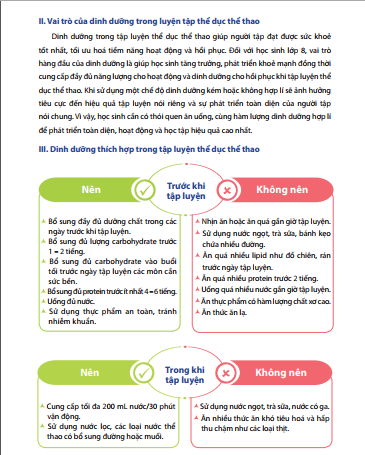 II. Vai trò của dinh dưỡng trong luyện tập thể dục thể thao
Dinh dưỡng trong tập luyện thể dục thể thao giúp người tập đạt được sức khoẻ
tốt nhất, tối ưu hoá tiềm năng hoạt động và hồi phục. Đối với học sinh lớp 8, vai trò
hàng đầu của dinh dưỡng là giúp học sinh tăng trưởng, phát triển khoẻ mạnh đồng thời
cung cấp đầy đủ năng lượng cho hoạt động và dinh dưỡng cho hồi phục khi tập luyện thể
dục thể thao. Khi sử dụng một chế độ dinh dưỡng kém hoặc không hợp lí sẽ ảnh hưởng
tiêu cực đến hiệu quả tập luyện nói riêng và sự phát triển toàn diện của người tập
nói chung. Vì vậy, học sinh cần có thói quen ăn uống, cùng hàm lượng dinh dưỡng hợp lí
để phát triển toàn diện, hoạt động và học tập hiệu quả cao nhất.
III. Dinh dưỡng thích hợp trong tập luyện thể dục thể thao
Nên
Trước khi
tập luyện
Không nên
Bổ sung đầy đủ dưỡng chất trong các
ngày trước khi tập luyện.
Bổ sung đủ lượng carbohydrate trước
1 – 2 tiếng.
Bổ sung đủ carbohydrate vào buổi
tối trước ngày tập luyện các môn cần
sức bền.
Bổ sung đủ protein trước ít nhất 4 – 6 tiếng.
Uống đủ nước.
Sử dụng thực phẩm an toàn, tránh
nhiễm khuẩn.
Nhịn ăn hoặc ăn quá gần giờ tập luyện.
Sử dụng nước ngọt, trà sữa, bánh kẹo
chứa nhiều đường.
Ăn quá nhiều lipid như đồ chiên, rán
trước ngày tập luyện.
Ăn quá nhiều protein trước 2 tiếng.
Uống quá nhiều nước gần giờ tập luyện.
Ăn thực phẩm có hàm lượng chất xơ cao.
Ăn thức ăn lạ.
Nên
Trong khi
tập luyện
Không nên
Cung cấp tối đa 200 mL nước/30 phút
vận động.
Sử dụng nước lọc, các loại nước thể
thao có bổ sung đường hoặc muối.
Sử dụng nước ngọt, trà sữa, nước có ga.
Ăn nhiều thức ăn khó tiêu hoá và hấp
thu chậm như các loại thịt.